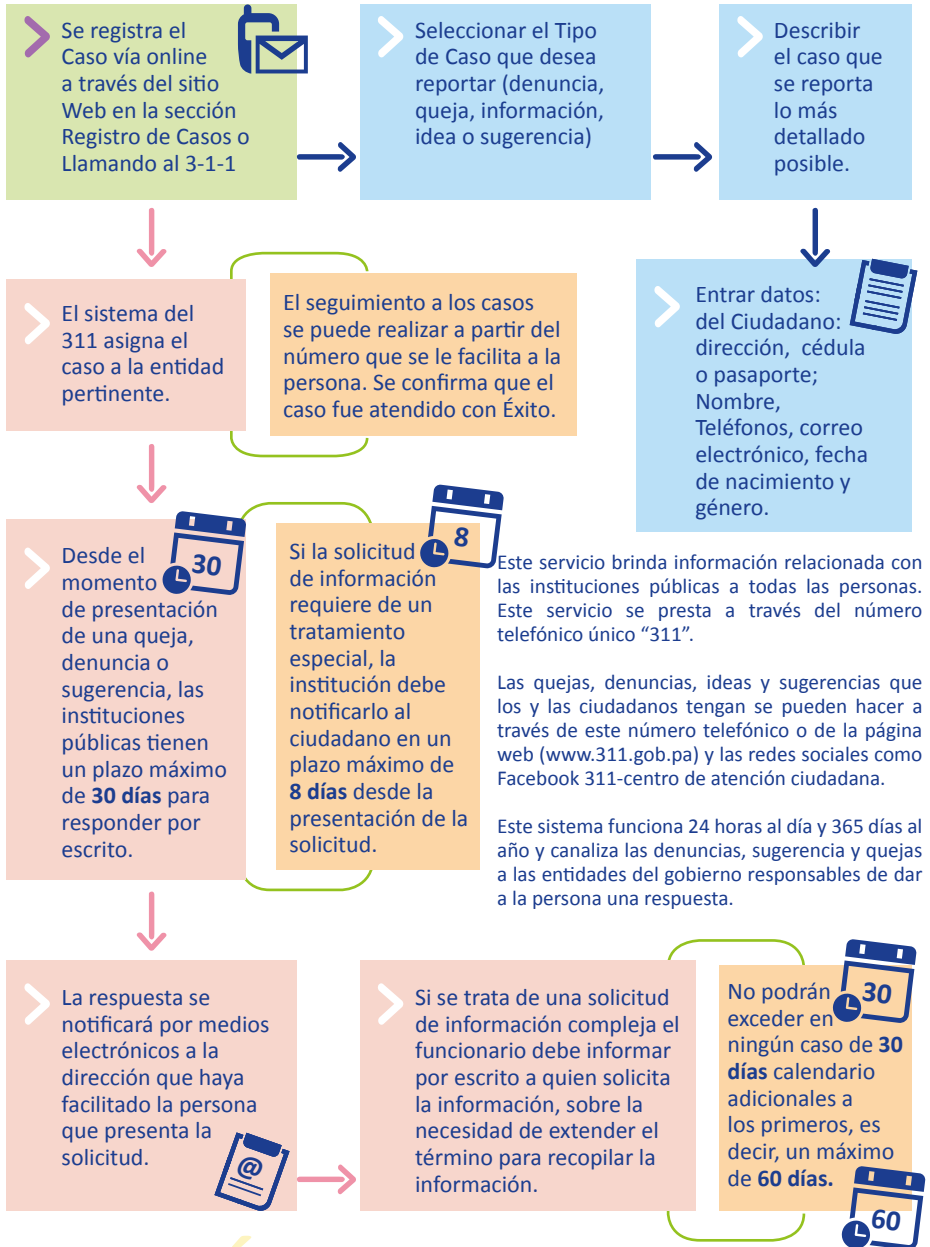 Se registra el
Caso vía online
a través del sitio
Web en la sección
Registro de Casos o
Llamando al 3-1-1
Seleccionar el Tipo
de Caso que desea
reportar (denuncia,
queja, información,
idea o sugerencia)
Describir
el caso que
se reporta
lo más
detallado
posible.
Entrar datos:
del Ciudadano:
dirección, cédula
o pasaporte;
Nombre,
Teléfonos, correo
electrónico, fecha
de nacimiento y
género.
El sistema del
311 asigna el
caso a la entidad
pertinente.
El seguimiento a los casos
se puede realizar a partir del
número que se le facilita a la
persona. Se confirma que el
caso fue atendido con Éxito.
30
Desde el
momento
de presentación
de una queja,
denuncia o
sugerencia, las
instituciones
públicas tienen
un plazo máximo
de 30 días para
responder por
escrito.
8
Si la solicitud
de información
requiere de un
tratamiento
especial, la
institución debe
notificarlo al
ciudadano en un
plazo máximo de
8 días desde la
presentación de la
solicitud.
Este servicio brinda información relacionada con
las instituciones públicas a todas las personas.
Este servicio se presta a través del número
telefónico único “311”.
Las quejas, denuncias, ideas y sugerencias que
los y las ciudadanos tengan se pueden hacer a
través de este número telefónico o de la página
web (www.311.gob.pa) y las redes sociales como
Facebook 311-centro de atención ciudadana.
Este sistema funciona 24 horas al día y 365 días al
año y canaliza las denuncias, sugerencia y quejas
a las entidades del gobierno responsables de dar
a la persona una respuesta.
La respuesta se
notificará por medios
electrónicos a la
dirección que haya
facilitado la persona
que presenta la
solicitud.
@
Si se trata de una solicitud
de información compleja el
funcionario debe informar
por escrito a quien solicita
la información, sobre la
necesidad de extender el
término para recopilar la
información.
30
No podrán
exceder en
ningún caso de 30
días calendario
adicionales a
los primeros, es
decir, un máximo
de 60 días.
60